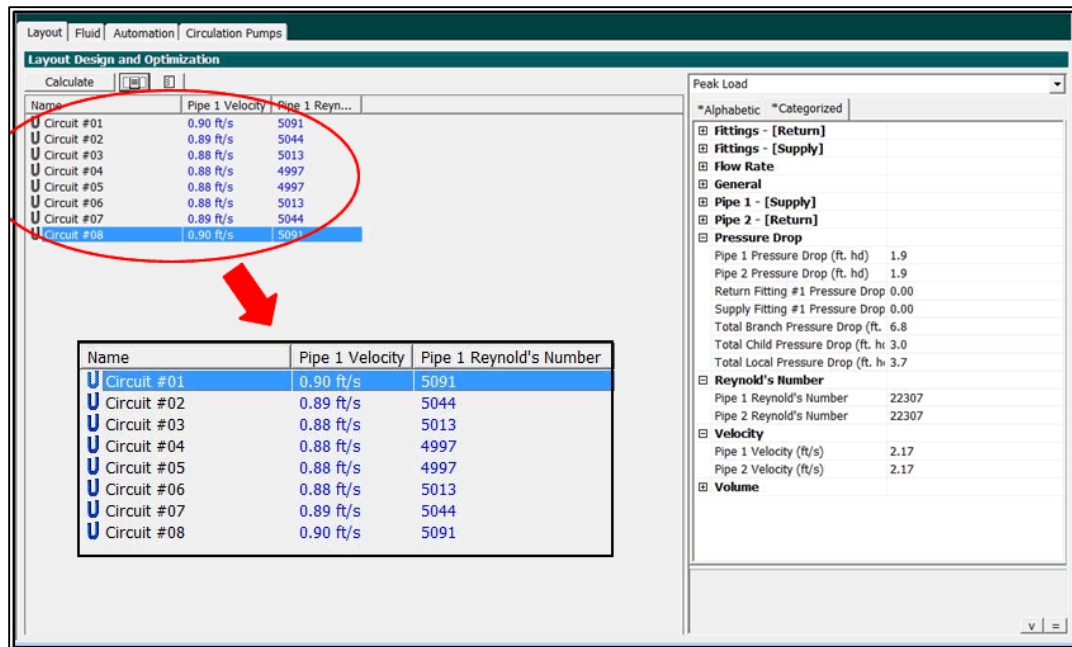 Layout Fluid Automation Circulation Pumps
Layout Design and Optimization
Calculate
Name Pipe 1 Velocity Pipe 1 Reyn...
Circuit #01 0.90 ft/s 5091
Circuit #02 0.89 ft/s 5044
Circuit #03 0.88 ft/s 5013
Circuit #04 0.88 ft/s 4997
Circuit #05 0.88 ft/s 4997
Circuit #06 0.88 ft/s 5013
Circuit #07 0.89 ft/s 5044
Circuit #08 0.90 ft/s 5091
Name Pipe 1 Velocity Pipe 1 Reynold's Number
Circuit #01 0.90 ft/s 5091
Circuit #02 0.89 ft/s 5044
Circuit #03 0.88 ft/s 5013
Circuit #04 0.88 ft/s 4997
Circuit #05 0.88 ft/s 4997
Circuit #06 0.88 ft/s 5013
Circuit #07 0.89 ft/s 5044
Circuit #08 0.90 ft/s 5091
Peak Load
*Alphabetic *Categorized
Fittings - [Return]
Fittings - [Supply]
Flow Rate
General
Pipe 1 - [Supply]
Pipe 2 - [Return]
Pressure Drop
Pipe 1 Pressure Drop (ft. hd) 1.9
Pipe 2 Pressure Drop (ft. hd) 1.9
Return Fitting #1 Pressure Drop 0.00
Supply Fitting #1 Pressure Drop 0.00
Total Branch Pressure Drop (ft. 6.8
Total Child Pressure Drop (ft. hc 3.0
Total Local Pressure Drop (ft. h 3.7
Reynold's Number
Pipe 1 Reynold's Number 22307
Pipe 2 Reynold's Number 22307
Velocity
Pipe 1 Velocity (ft/s) 2.17
Pipe 2 Velocity (ft/s) 2.17
Volume
v =